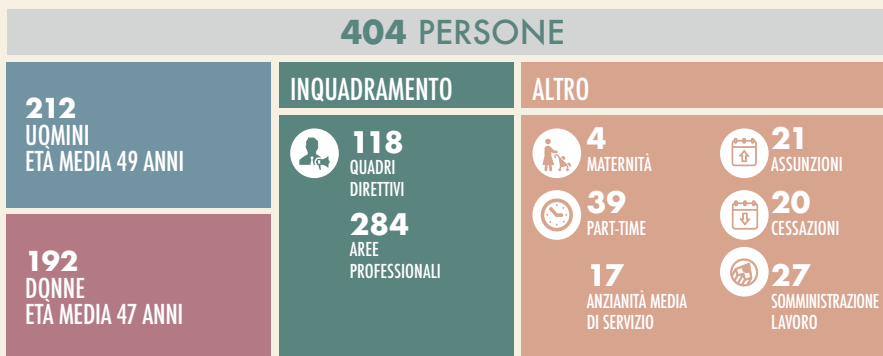 404 PERSONE
212
UOMINI
ETÀ MEDIA 49 ANNI
192
DONNE
ETÀ MEDIA 47 ANNI
INQUADRAMENTO
118
QUADRI
DIRETTIVI
284
AREE
PROFESSIONALI
ALTRO
4
MATERNITÀ
39
PART-TIME
17
ANZIANITÀ MEDIA
DI SERVIZIO
21
ASSUNZIONI
20
CESSAZIONI
27
SOMMINISTRAZIONE
LAVORO